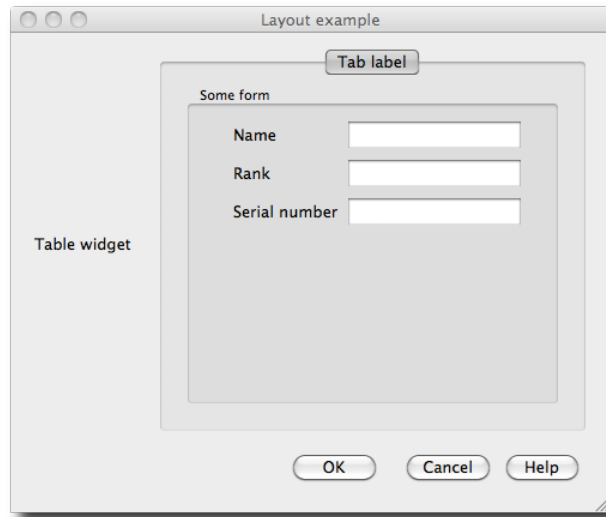 Layout example
Tab label
Some form
Name
Rank
Serial number
Table widget
OK Cancel Help